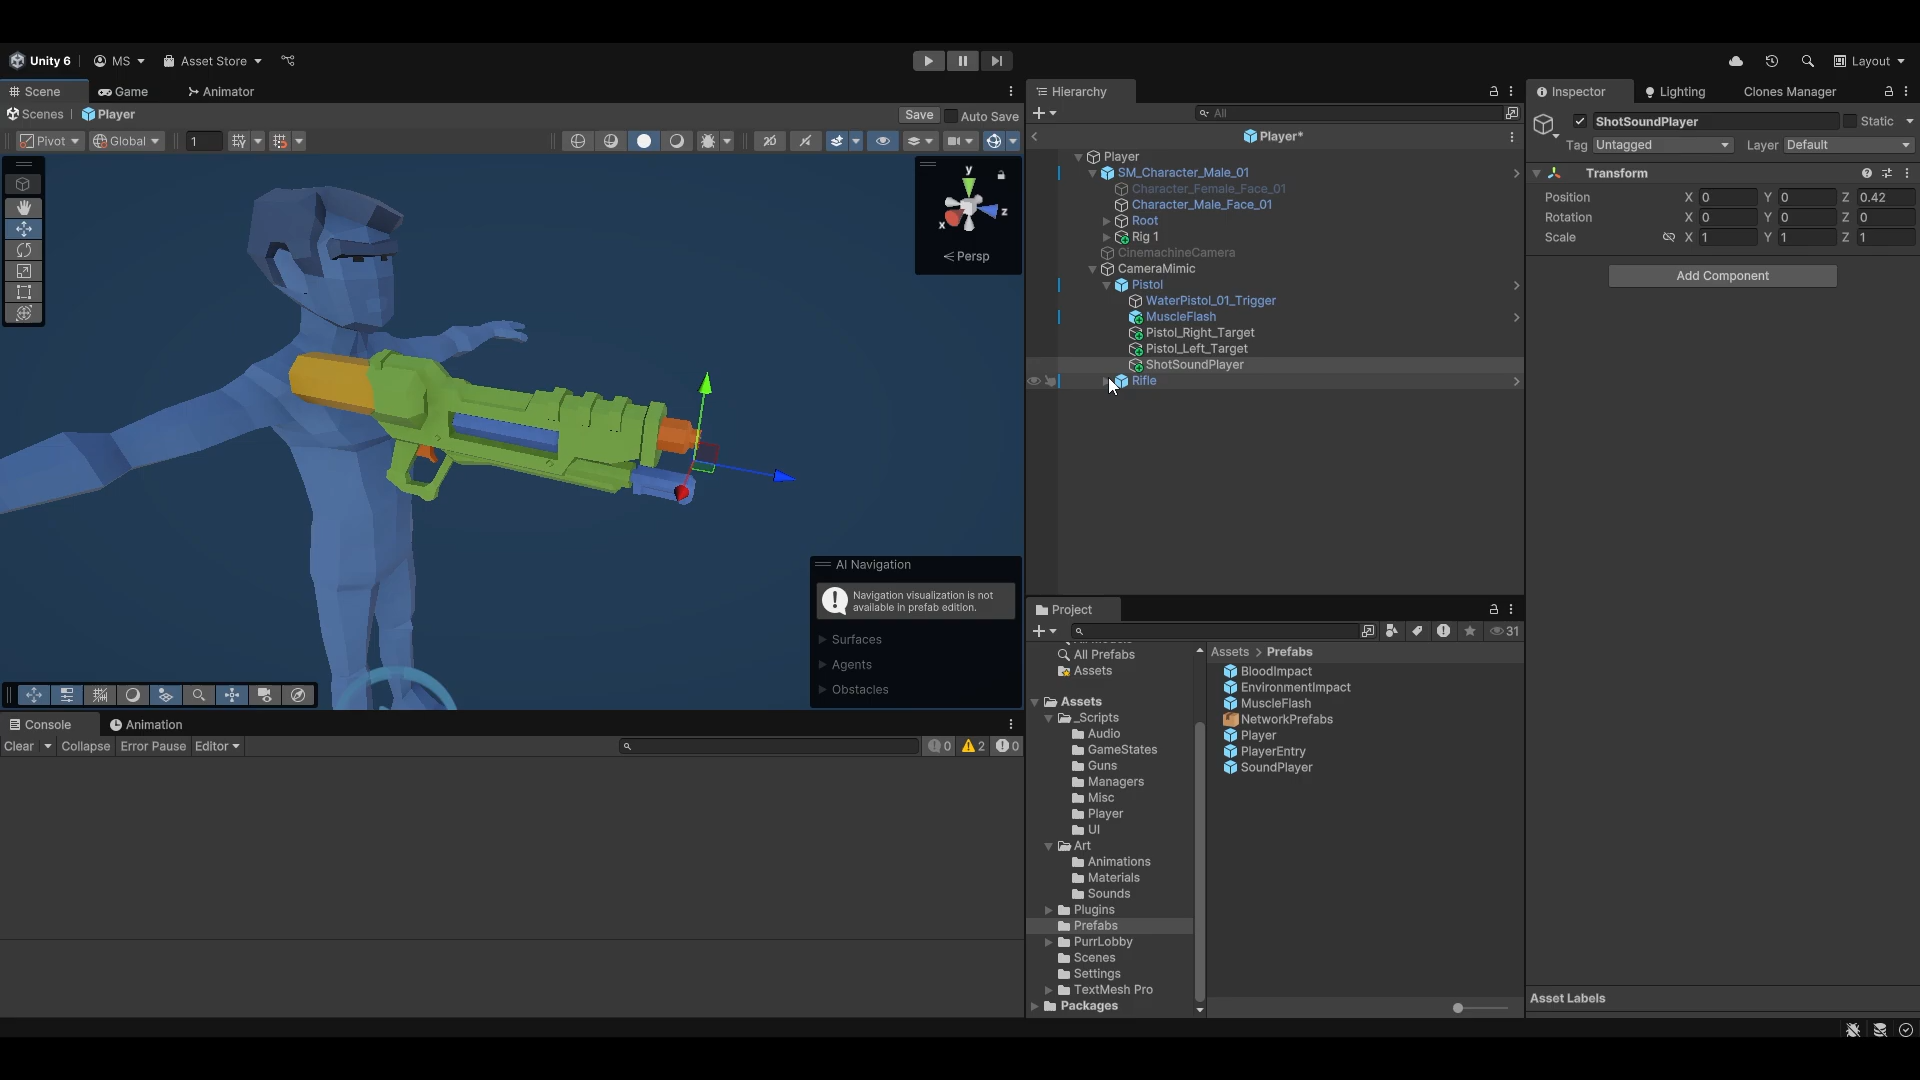 Unity 6 MS Asset Store Layout
Scene Game Animator
Scenes Player Save Auto Save
Pivot Global 1 2D
y
z
x
Persp
AI Navigation
Navigation visualization is not
available in prefab edition.
Surfaces
Agents
Obstacles
Console Animation
Clear Collapse Error Pause Editor 0 2 0
Hierarchy
All
Player*
Player
SM_Character_Male_01
Character_Female_Face_01
Character_Male_Face_01
Root
Rig 1
CinemachineCamera
CameraMimic
Pistol
WaterPistol_01_Trigger
MuscleFlash
Pistol_Right_Target
Pistol_Left_Target
ShotSoundPlayer
Rifle
Project
31
All Prefabs
Assets
Assets
_Scripts
Audio
GameStates
Guns
Managers
Misc
Player
UI
Art
Animations
Materials
Sounds
Plugins
Prefabs
PurrLobby
Scenes
Settings
TextMesh Pro
Packages
Assets > Prefabs
BloodImpact
EnvironmentImpact
MuscleFlash
NetworkPrefabs
Player
PlayerEntry
SoundPlayer
Inspector Lighting Clones Manager
ShotSoundPlayer Static
Tag Untagged Layer Default
Transform
Position X 0 Y 0 Z 0.42
Rotation X 0 Y 0 Z 0
Scale X 1 Y 1 Z 1
Add Component
Asset Labels